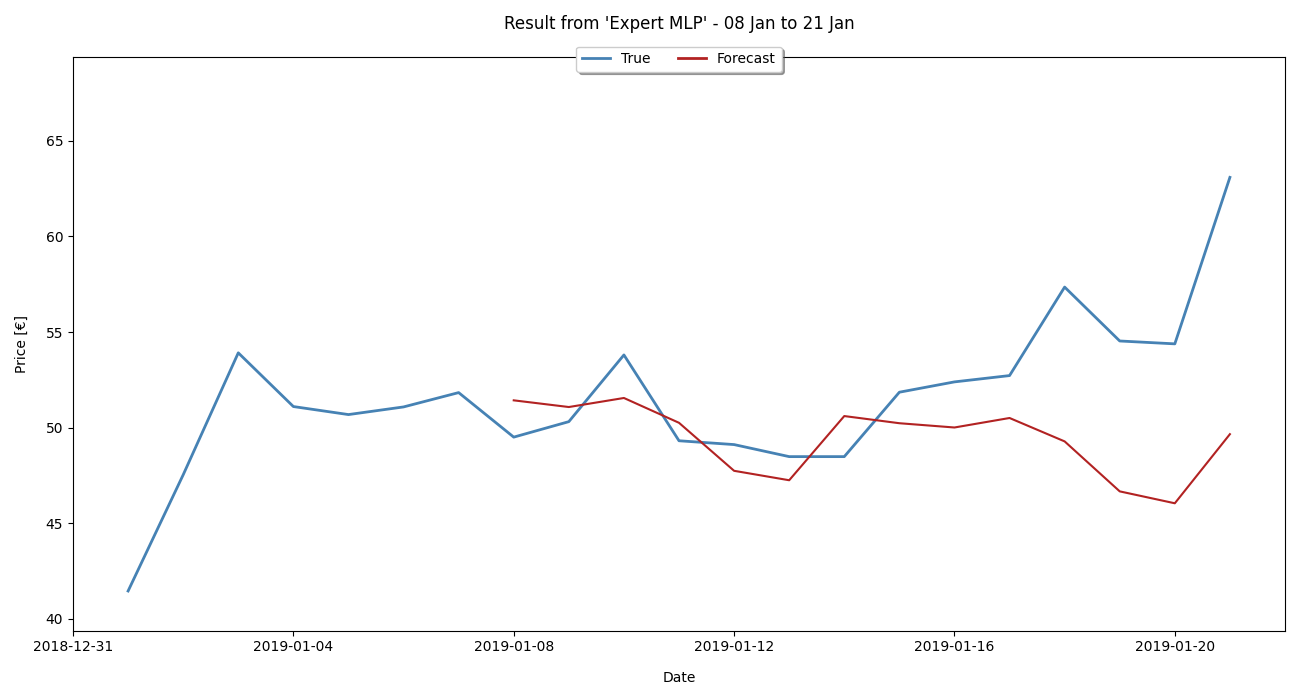 Result from 'Expert MLP' - 08 Jan to 21 Jan
True Forecast
65
60
55
50
45
40
Price [€]
2018-12-31 2019-01-04 2019-01-08 2019-01-12 2019-01-16 2019-01-20
Date